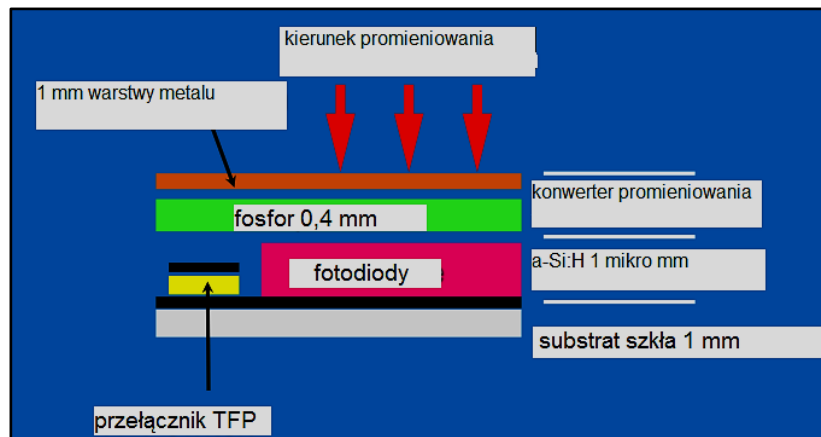 kierunek promieniowania
1 mm warstwy metalu
konwerter promieniowania
fosfor 0,4 mm
a-Si:H 1 mikro mm
fotodiody
substrat szkła 1 mm
przełącznik TFP